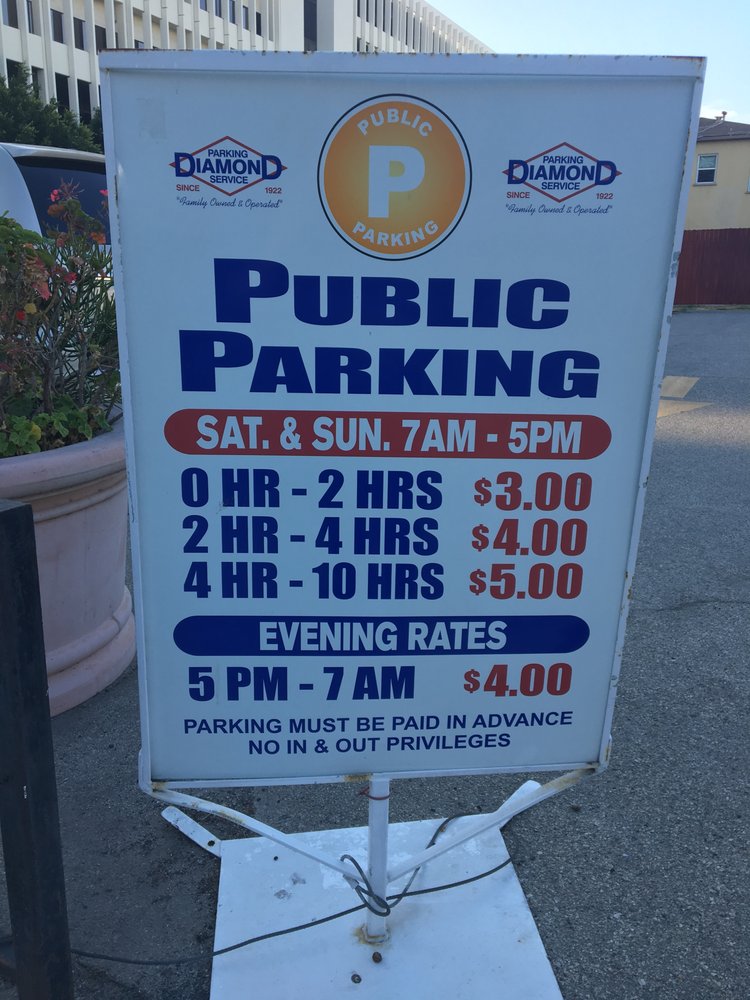 PARKING
DIAMOND
SERVICE
SINCE 1922
"Family Owned & Operated"
PUBLIC
P
PARKING
PARKING
DIAMOND
SERVICE
SINCE 1922
"Family Owned & Operated"
PUBLIC
PARKING
SAT. & SUN. 7AM - 5PM
0 HR - 2 HRS $3.00
2 HR - 4 HRS $4.00
4 HR - 10 HRS $5.00
EVENING RATES
5 PM - 7 AM $4.00
PARKING MUST BE PAID IN ADVANCE
NO IN & OUT PRIVILEGES